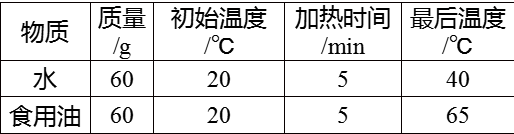 物质 质量/g 初始温度/℃ 加热时间/min 最后温度/℃
水 60 20 5 40
食用油 60 20 5 65